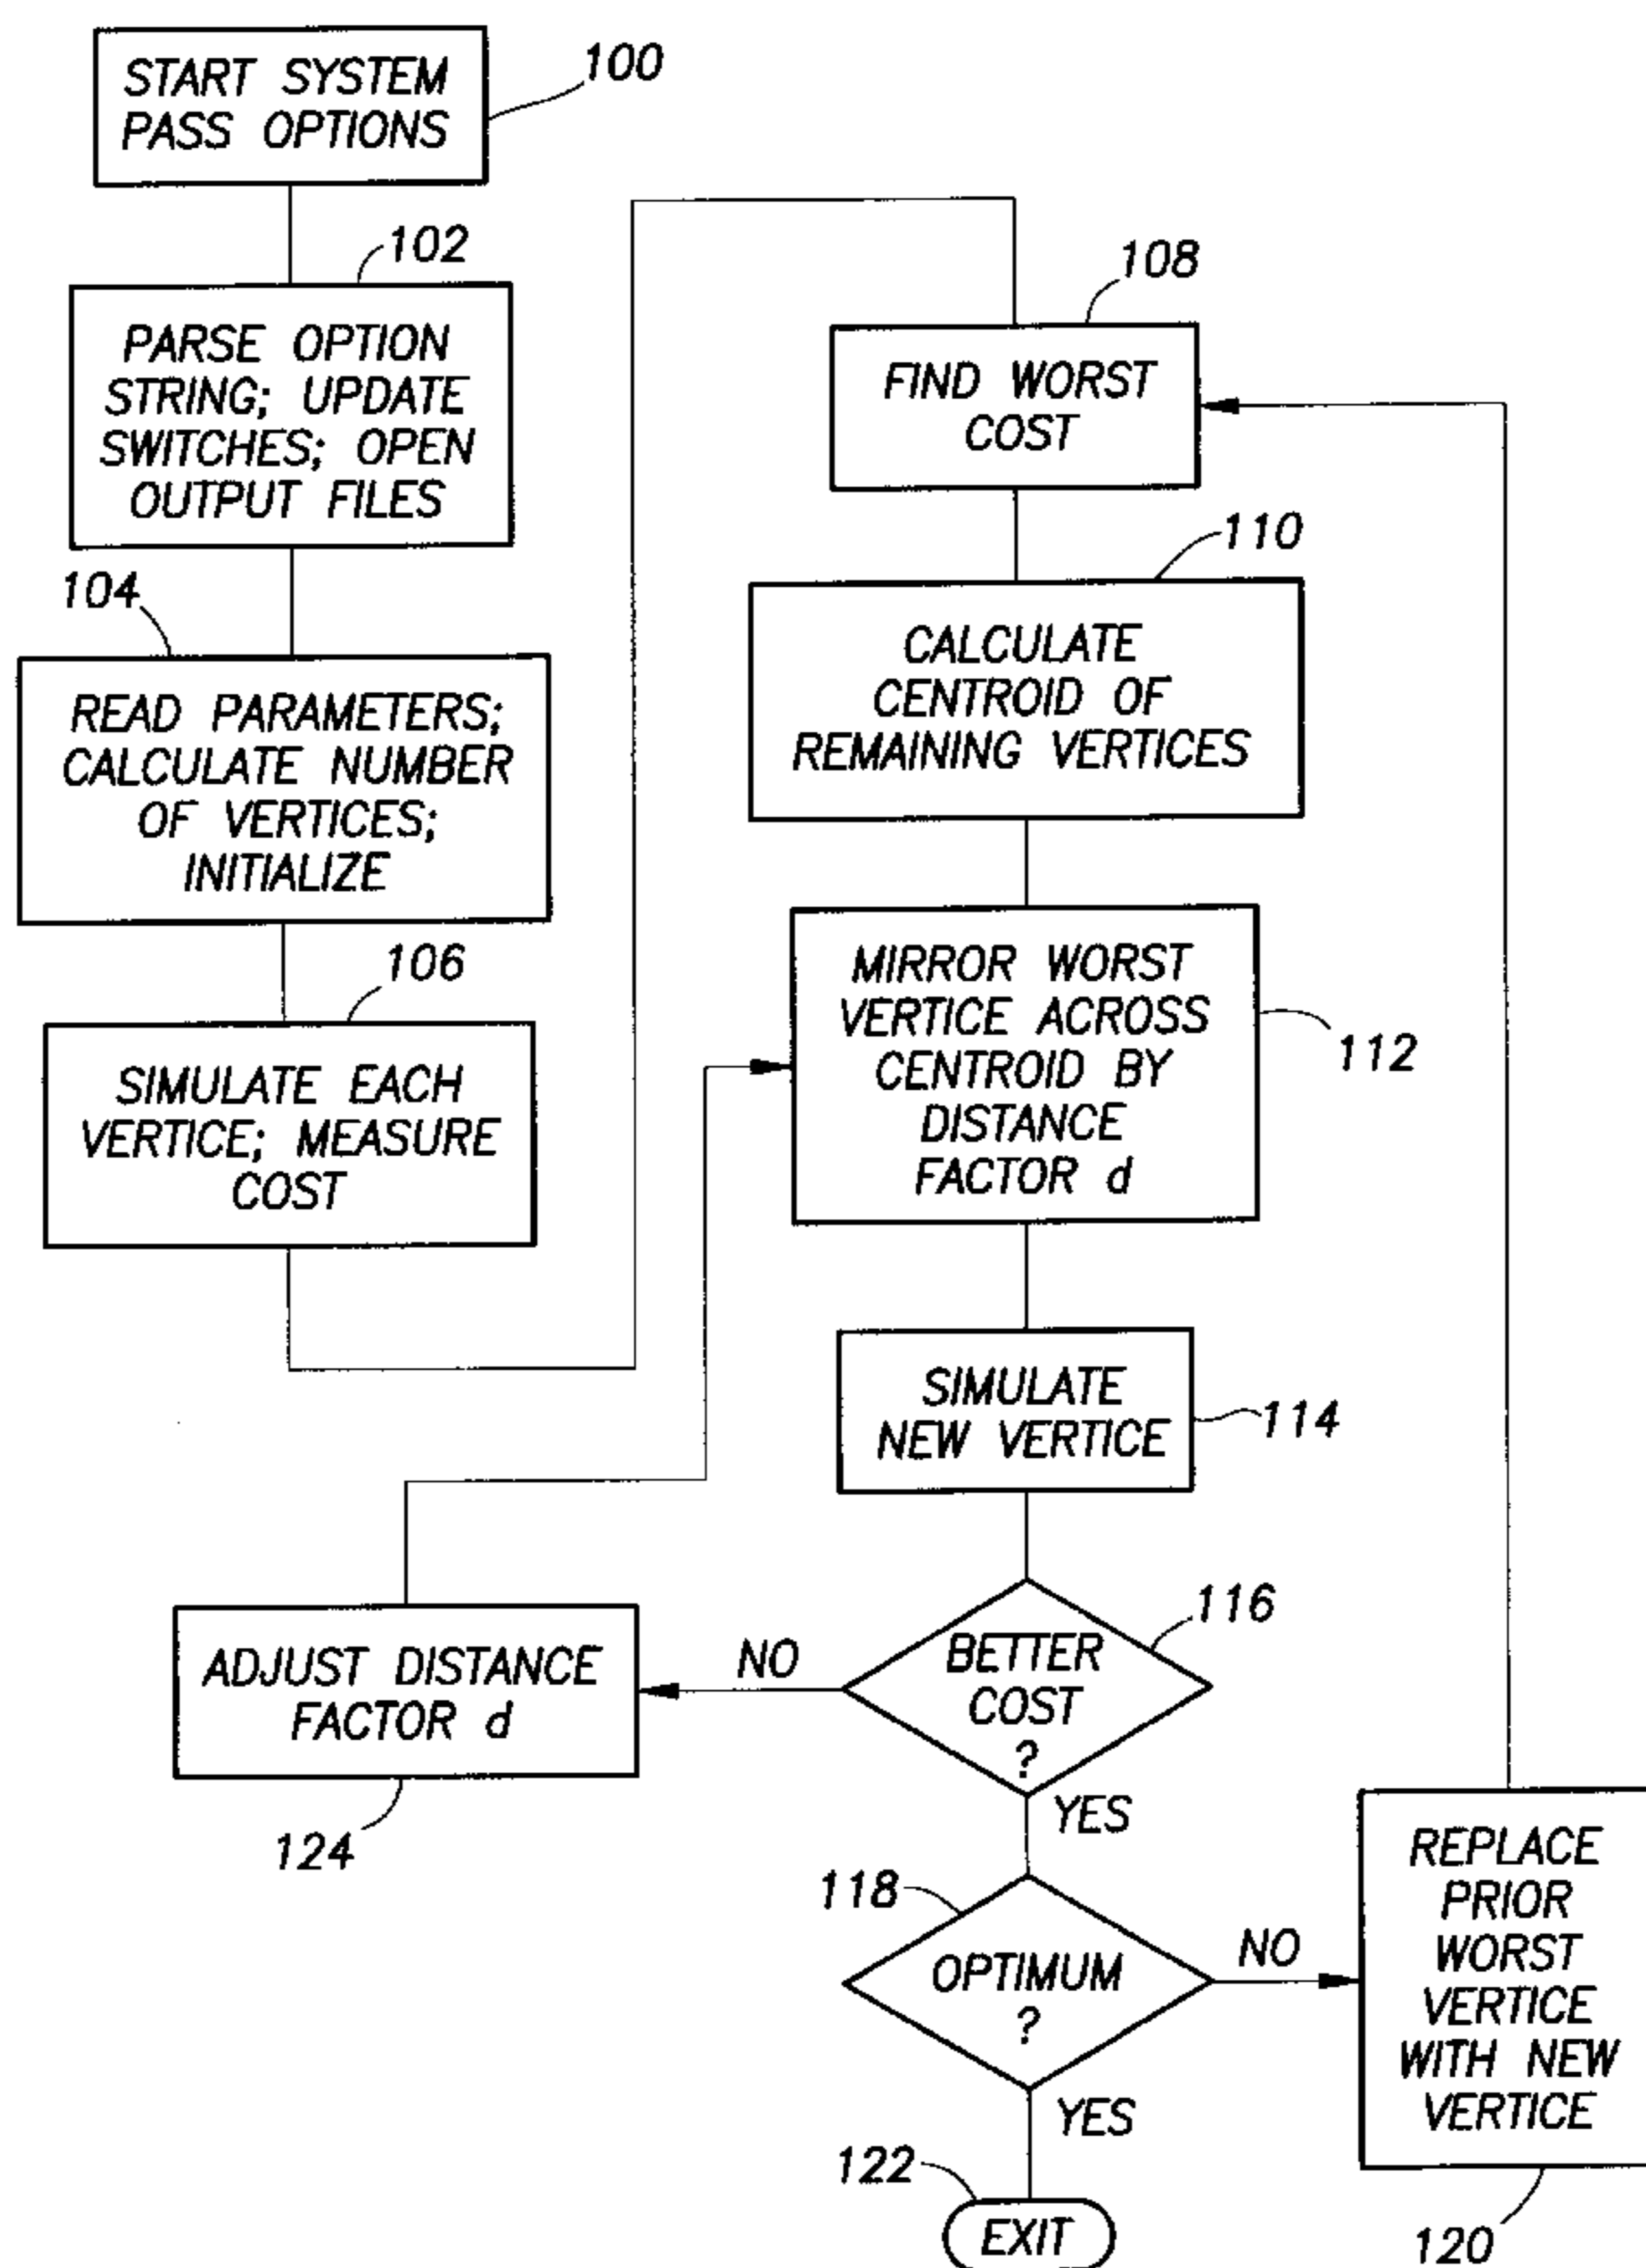 START SYSTEM
PASS OPTIONS
100
102
PARSE OPTION
STRING; UPDATE
SWITCHES; OPEN
OUTPUT FILES
104
READ PARAMETERS;
CALCULATE NUMBER
OF VERTICES;
INITIALIZE
106
SIMULATE EACH
VERTICE; MEASURE
COST
108
FIND WORST
COST
110
CALCULATE
CENTROID OF
REMAINING VERTICES
MIRROR WORST
VERTICE ACROSS
CENTROID BY
DISTANCE
FACTOR d
112
SIMULATE
NEW VERTICE
114
116
BETTER
COST
?
NO
ADJUST DISTANCE
FACTOR d
124
YES
118
OPTIMUM
?
NO
REPLACE
PRIOR
WORST
VERTICE
WITH NEW
VERTICE
120
YES
122
EXIT